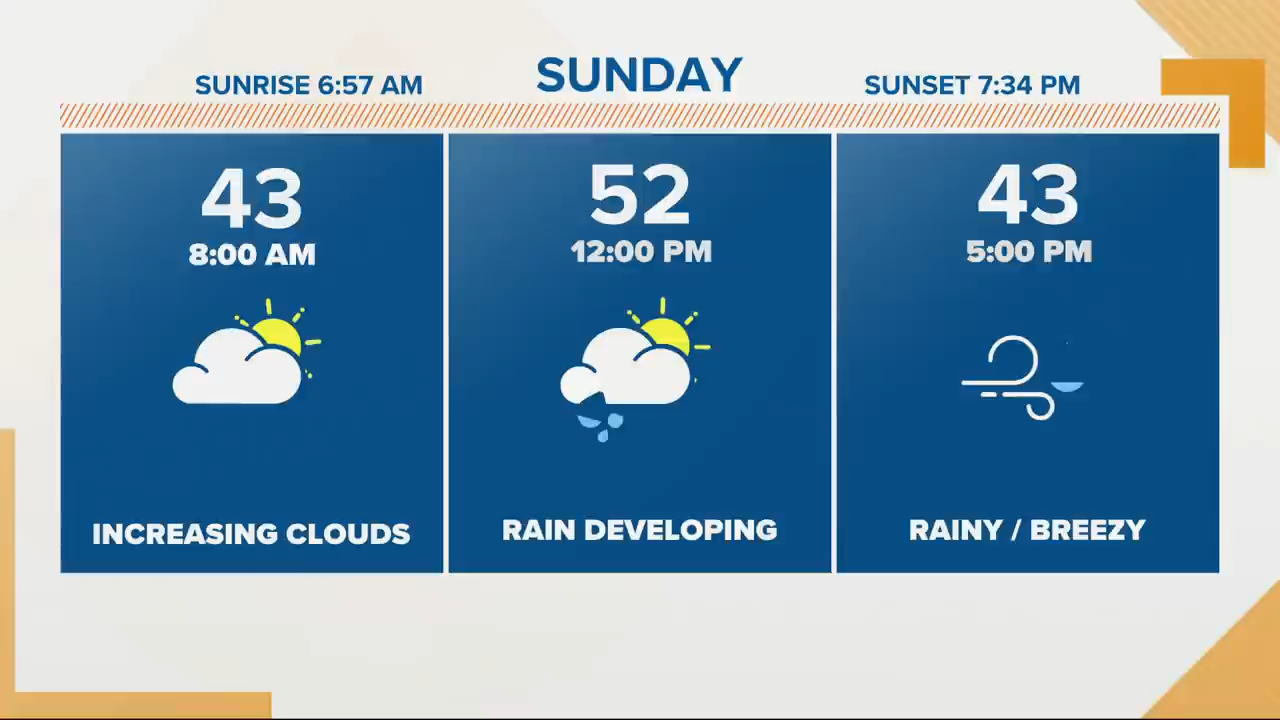 SUNDAY
SUNRISE 6:57 AM
SUNSET 7:34 PM
43
8:00 AM
INCREASING CLOUDS
52
12:00 PM
RAIN DEVELOPING
43
5:00 PM
RAINY / BREEZY